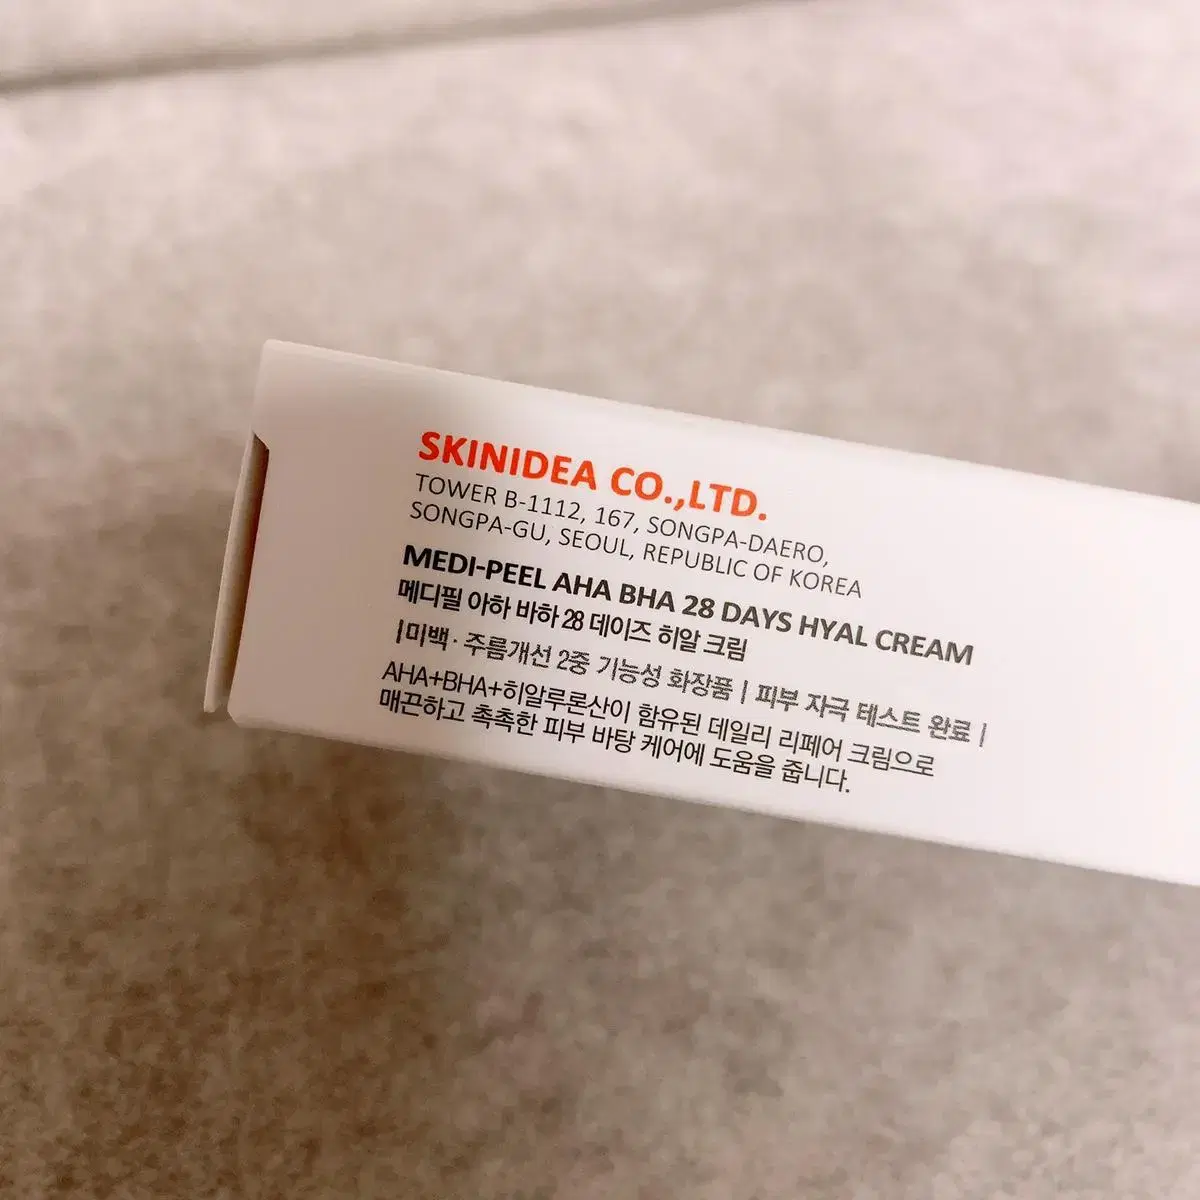 SKINIDEA CO.,LTD.
TOWER B-1112, 167, SONGPA-DAERO,
SONGPA-GU, SEOUL, REPUBLIC OF KOREA
MEDI-PEEL AHA BHA 28 DAYS HYAL CREAM
메디필 아하 바하 28 데이즈 히알 크림
|미백 · 주름개선 2중 기능성 화장품 | 피부 자극 테스트 완료 |
AHA+BHA+히알루론산이 함유된 데일리 리페어 크림으로
매끈하고 촉촉한 피부 바탕 케어에 도움을 줍니다.